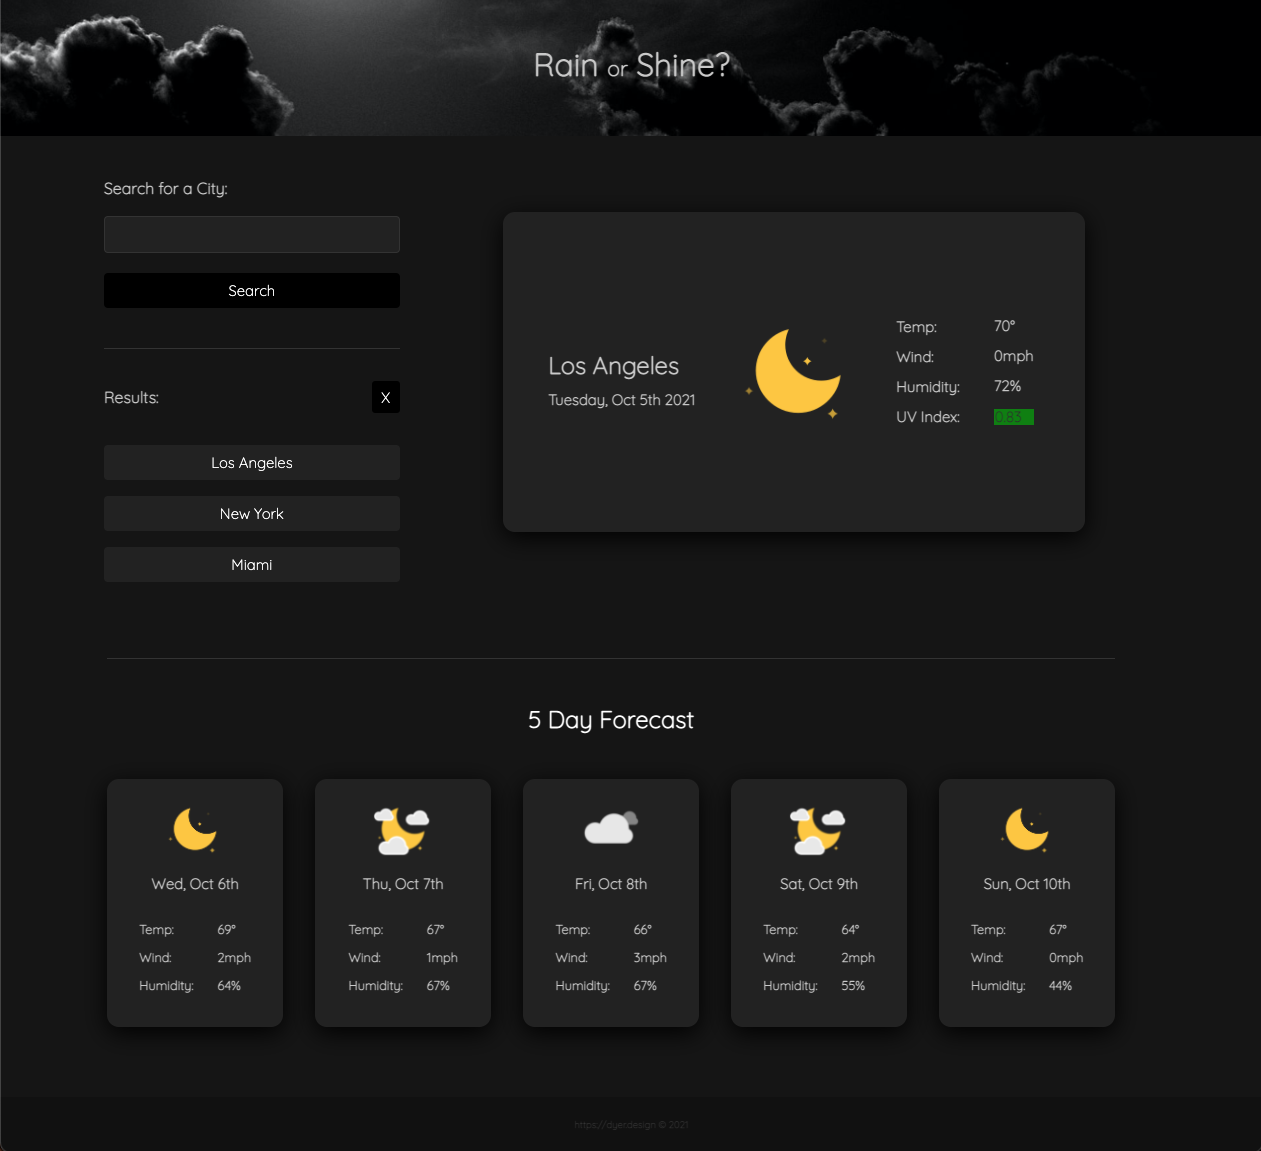 Rain or Shine?
Search for a City:
Search
Results:
X
Los Angeles
New York
Miami
Los Angeles
Tuesday, Oct 5th 2021
Temp: 70°
Wind: 0mph
Humidity: 72%
UV Index: 0.83
5 Day Forecast
Wed, Oct 6th
Temp: 69°
Wind: 2mph
Humidity: 64%
Thu, Oct 7th
Temp: 67°
Wind: 1mph
Humidity: 67%
Fri, Oct 8th
Temp: 66°
Wind: 3mph
Humidity: 67%
Sat, Oct 9th
Temp: 64°
Wind: 2mph
Humidity: 55%
Sun, Oct 10th
Temp: 67°
Wind: 0mph
Humidity: 44%
https://dyerdesign © 2021